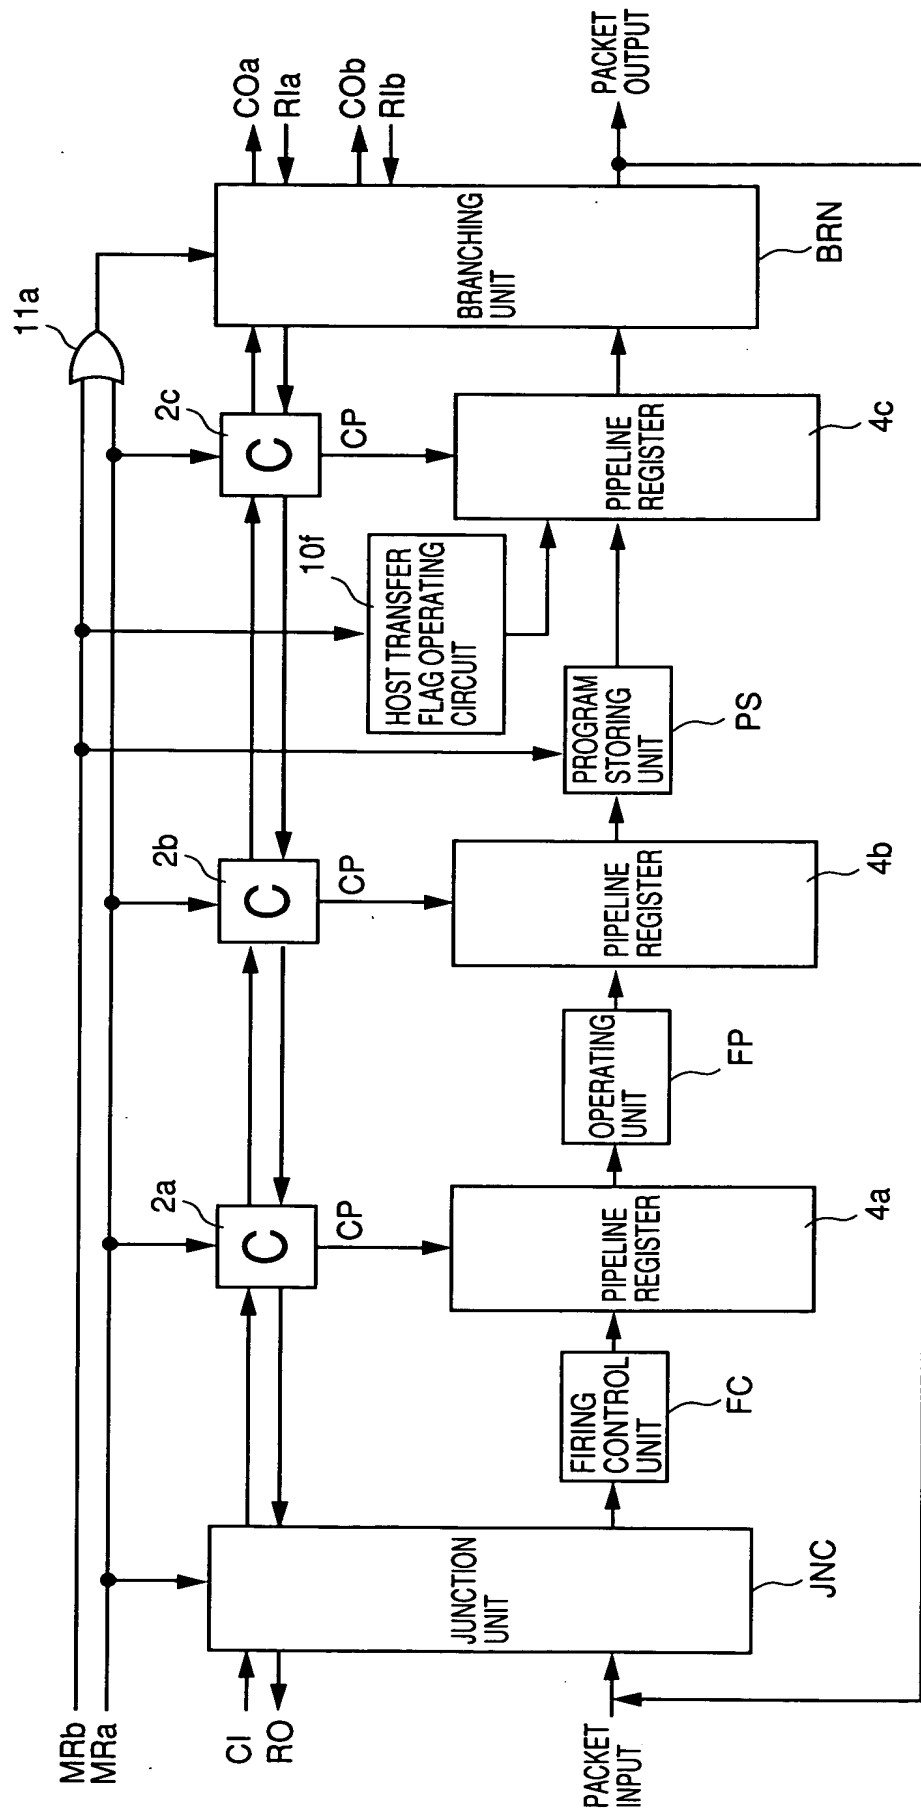 MRb
MRa
CI
RO
PACKET
INPUT
JUNCTION
UNIT
JNC
FIRING
CONTROL
UNIT
FC
2a
C
CP
PIPELINE
REGISTER
4a
OPERATING
UNIT
FP
2b
C
CP
PIPELINE
REGISTER
4b
PROGRAM
STORING
UNIT
PS
HOST TRANSFER
FLAG OPERATING
CIRCUIT
10f
2c
C
CP
PIPELINE
REGISTER
4c
11a
BRANCHING
UNIT
BRN
COa
RIa
COb
RIb
PACKET
OUTPUT